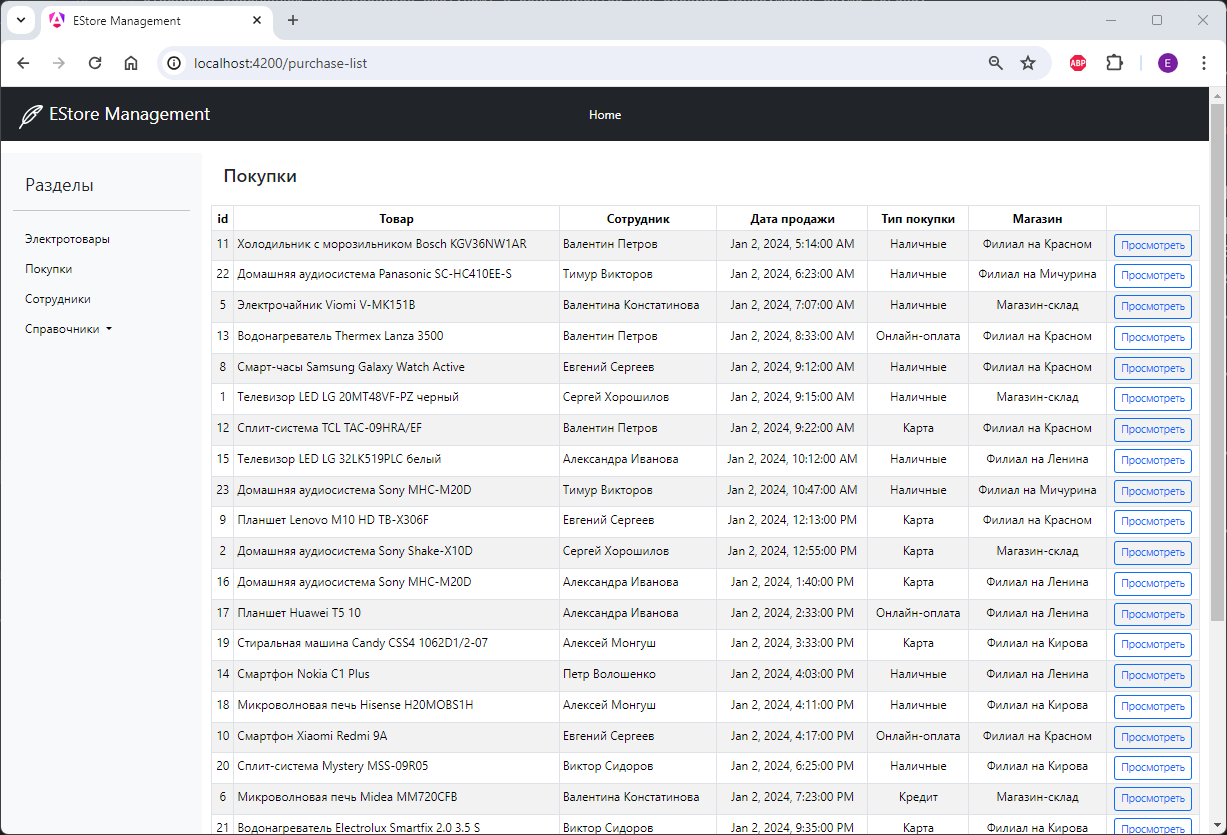 EStore Management
localhost:4200/purchase-list
ABP
E
EStore Management
Home
Разделы
Электротовары
Покупки
Сотрудники
Справочники
Покупки
id Товар Сотрудник Дата продажи Тип покупки Магазин
11 Холодильник с морозильником Bosch KGV36NW1AR Валентин Петров Jan 2, 2024, 5:14:00 AM Наличные Филиал на Красном Просмотреть
22 Домашняя аудиосистема Panasonic SC-HC410EE-S Тимур Викторов Jan 2, 2024, 6:23:00 AM Наличные Филиал на Мичурина Просмотреть
5 Электрочайник Viomi V-MK151B Валентина Констатинова Jan 2, 2024, 7:07:00 AM Наличные Магазин-склад Просмотреть
13 Водонагреватель Thermex Lanza 3500 Валентин Петров Jan 2, 2024, 8:33:00 AM Онлайн-оплата Филиал на Красном Просмотреть
8 Смарт-часы Samsung Galaxy Watch Active Евгений Сергеев Jan 2, 2024, 9:12:00 AM Наличные Филиал на Красном Просмотреть
1 Телевизор LED LG 20MT48VF-PZ черный Сергей Хорошилов Jan 2, 2024, 9:15:00 AM Наличные Магазин-склад Просмотреть
12 Сплит-система TCL TAC-09HRA/EF Валентин Петров Jan 2, 2024, 9:22:00 AM Карта Филиал на Красном Просмотреть
15 Телевизор LED LG 32LK519PLC белый Александра Иванова Jan 2, 2024, 10:12:00 AM Наличные Филиал на Ленина Просмотреть
23 Домашняя аудиосистема Sony MHC-M20D Тимур Викторов Jan 2, 2024, 10:47:00 AM Наличные Филиал на Мичурина Просмотреть
9 Планшет Lenovo M10 HD TB-X306F Евгений Сергеев Jan 2, 2024, 12:13:00 PM Карта Филиал на Красном Просмотреть
2 Домашняя аудиосистема Sony Shake-X10D Сергей Хорошилов Jan 2, 2024, 12:55:00 PM Карта Магазин-склад Просмотреть
16 Домашняя аудиосистема Sony MHC-M20D Александра Иванова Jan 2, 2024, 1:40:00 PM Карта Филиал на Ленина Просмотреть
17 Планшет Huawei T5 10 Александра Иванова Jan 2, 2024, 2:33:00 PM Онлайн-оплата Филиал на Ленина Просмотреть
19 Стиральная машина Candy CSS4 1062D1/2-07 Алексей Монгуш Jan 2, 2024, 3:33:00 PM Карта Филиал на Кирова Просмотреть
14 Смартфон Nokia C1 Plus Петр Волошенко Jan 2, 2024, 4:03:00 PM Наличные Филиал на Ленина Просмотреть
18 Микроволновая печь Hisense H20MOBS1H Алексей Монгуш Jan 2, 2024, 4:11:00 PM Наличные Филиал на Кирова Просмотреть
10 Смартфон Xiaomi Redmi 9A Евгений Сергеев Jan 2, 2024, 4:17:00 PM Онлайн-оплата Филиал на Красном Просмотреть
20 Сплит-система Mystery MSS-09R05 Виктор Сидоров Jan 2, 2024, 6:25:00 PM Наличные Филиал на Кирова Просмотреть
6 Микроволновая печь Midea MM720CFB Валентина Констатинова Jan 2, 2024, 7:23:00 PM Кредит Магазин-склад Просмотреть
21 Водонагреватель Electrolux Smartfix 2.0 3.5 S Виктор Сидоров Jan 2, 2024, 9:35:00 PM Карта Филиал на Кирова Просмотреть